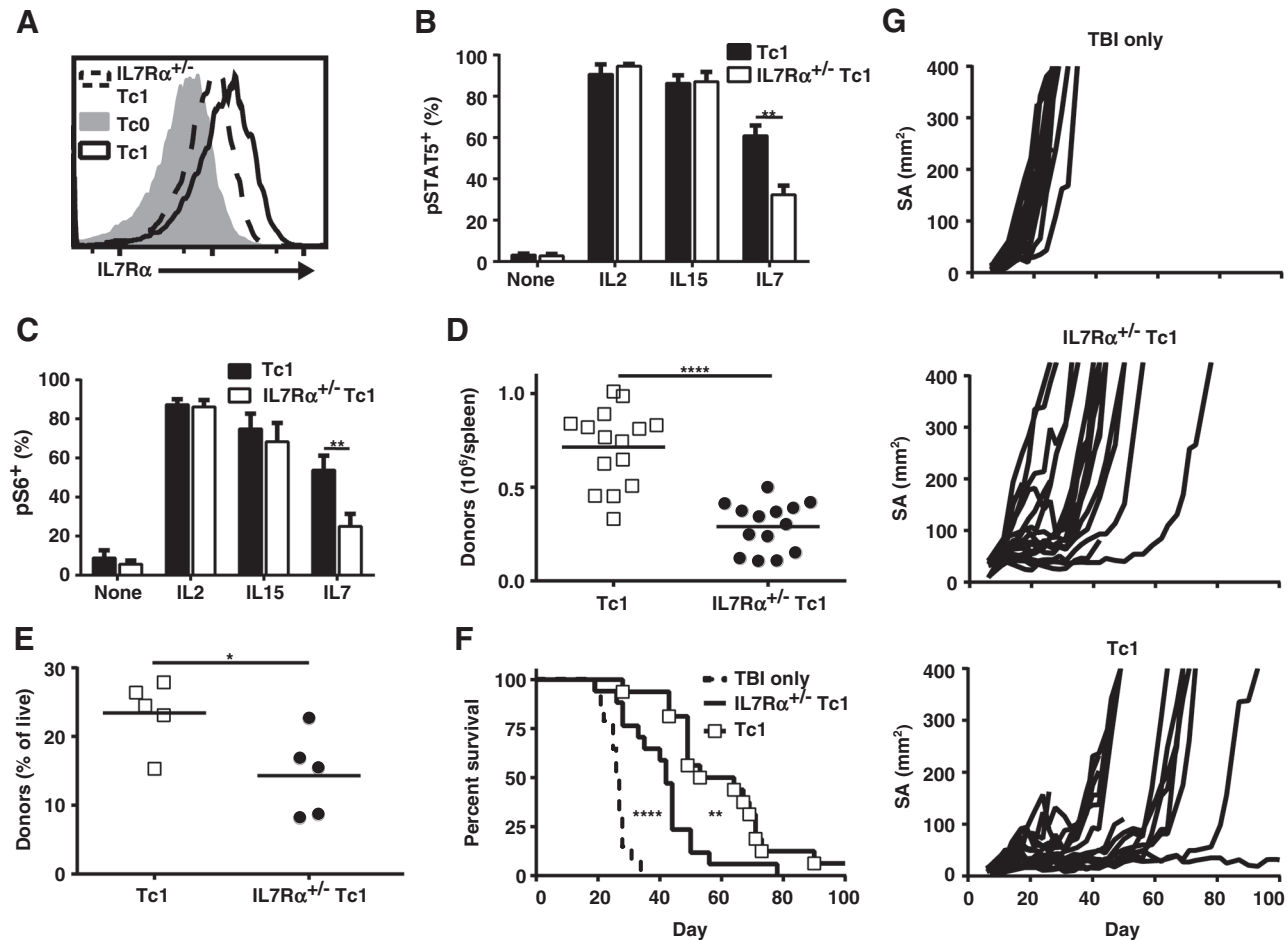 A
IL7Rα+/-
Tc1
Tc0
Tc1
IL7Rα
B
pSTAT5+ (%)
100
80
60
40
20
0
Tc1
IL7Rα+/- Tc1
**
None IL2 IL15 IL7
C
pS6+ (%)
100
80
60
40
20
0
Tc1
IL7Rα+/- Tc1
**
None IL2 IL15 IL7
D
Donors (10⁶/spleen)
1.0
0.5
0.0
****
Tc1 IL7Rα+/- Tc1
E
Donors (% of live)
30
20
10
0
*
Tc1 IL7Rα+/- Tc1
F
Percent survival
100
75
50
25
0
TBI only
IL7Rα+/- Tc1
Tc1
**** **
0 20 40 60 80 100
Day
G
TBI only
SA (mm²)
400
300
200
100
0
IL7Rα+/- Tc1
SA (mm²)
400
300
200
100
0
Tc1
SA (mm²)
400
300
200
100
0
0 20 40 60 80 100
Day